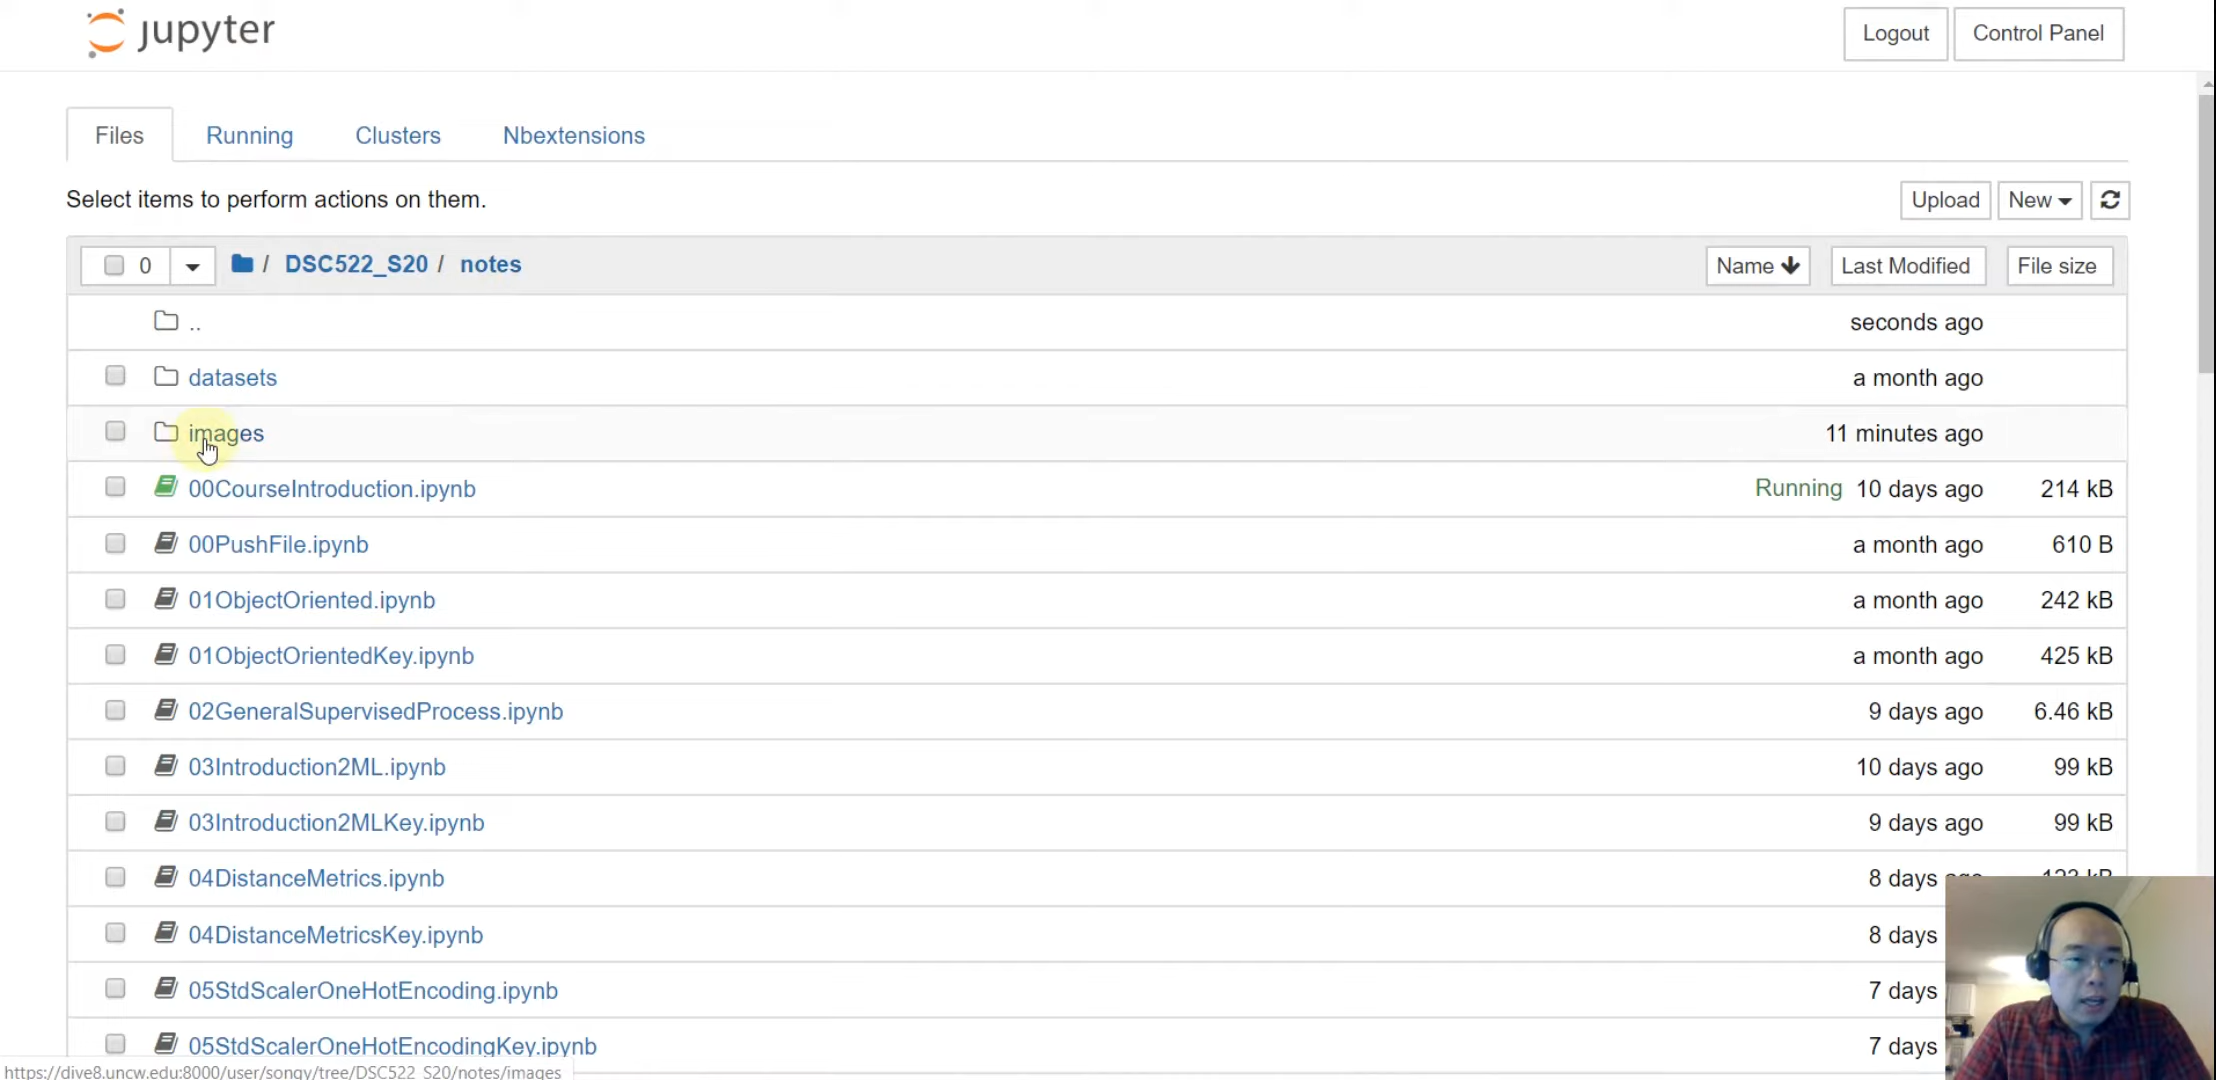 jupyter
Logout
Control Panel
Files
Running
Clusters
Nbextensions
Select items to perform actions on them.
Upload
New
0
/ DSC522_S20 / notes
Name
Last Modified
File size
..
seconds ago
datasets
a month ago
images
11 minutes ago
00CourseIntroduction.ipynb
Running 10 days ago 214 kB
00PushFile.ipynb
a month ago 610 B
01ObjectOriented.ipynb
a month ago 242 kB
01ObjectOrientedKey.ipynb
a month ago 425 kB
02GeneralSupervisedProcess.ipynb
9 days ago 6.46 kB
03Introduction2ML.ipynb
10 days ago 99 kB
03Introduction2MLKey.ipynb
9 days ago 99 kB
04DistanceMetrics.ipynb
8 days ago
04DistanceMetricsKey.ipynb
8 days
05StdScalerOneHotEncoding.ipynb
7 days
05StdScalerOneHotEncodingKey.ipynb
7 days
https://dive8.uncw.edu:8000/user/songy/tree/DSC522_S20/notes/images